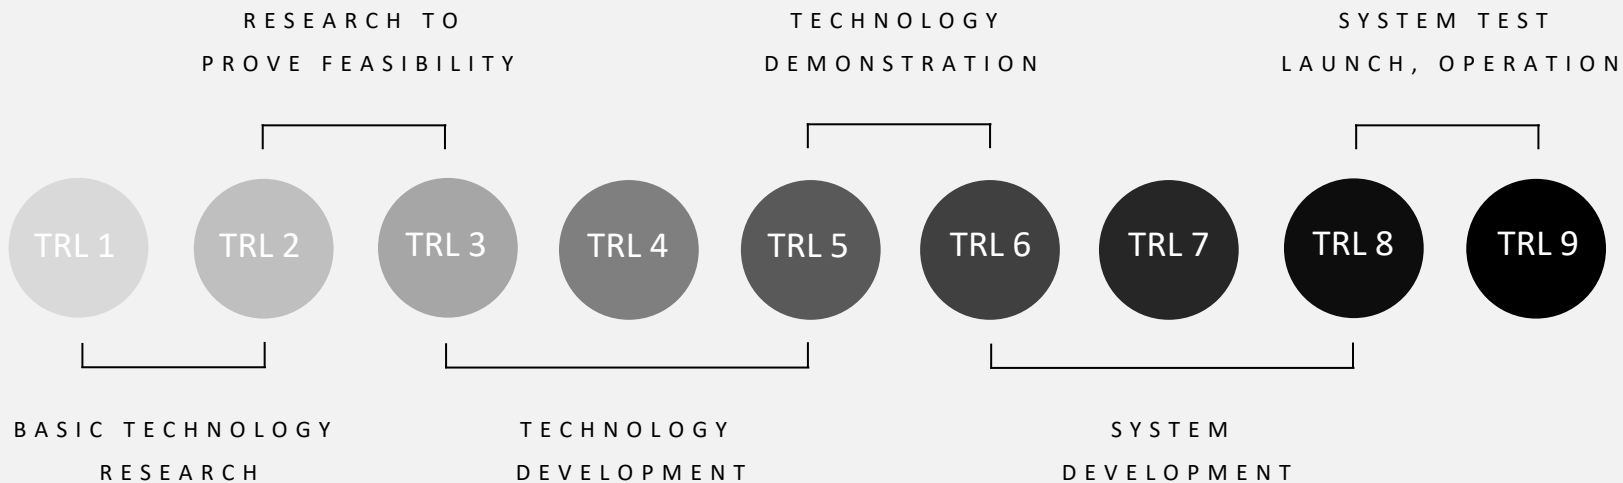 RESEARCH TO
PROVE FEASIBILITY
TECHNOLOGY
DEMONSTRATION
SYSTEM TEST
LAUNCH, OPERATION
TRL 1
TRL 2
TRL 3
TRL 4
TRL 5
TRL 6
TRL 7
TRL 8
TRL 9
BASIC TECHNOLOGY
RESEARCH
TECHNOLOGY
DEVELOPMENT
SYSTEM
DEVELOPMENT